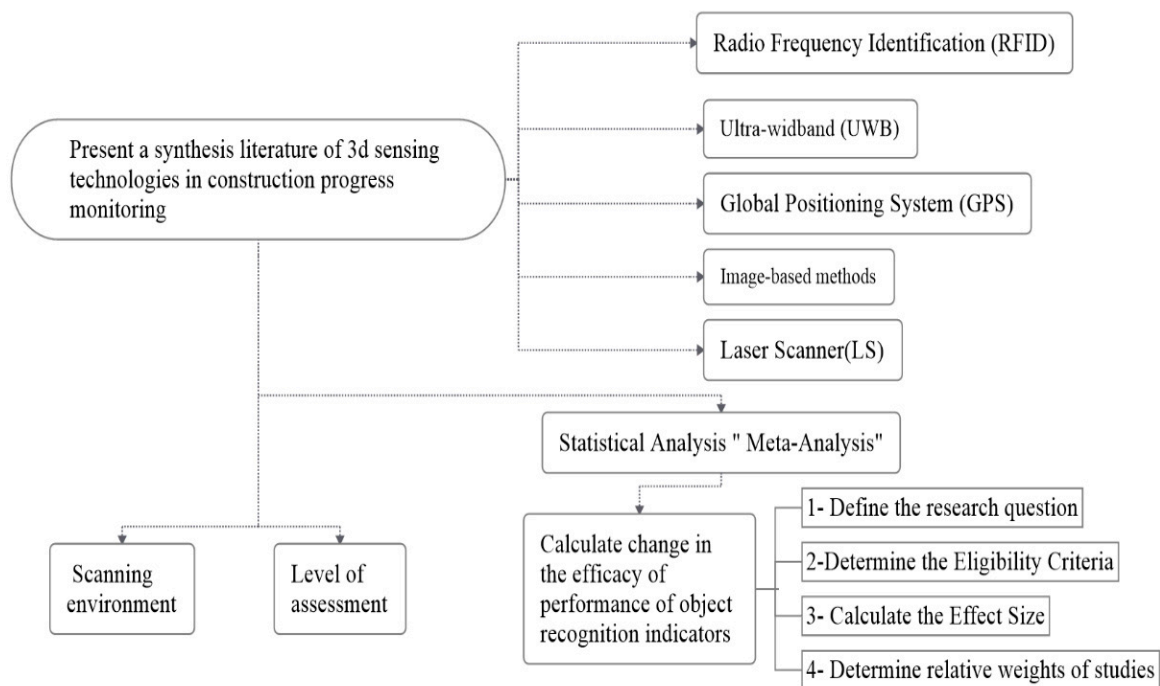 Radio Frequency Identification (RFID)
Ultra-widband (UWB)
Present a synthesis literature of 3d sensing
technologies in construction progress
monitoring
Global Positioning System (GPS)
Image-based methods
Laser Scanner(LS)
Statistical Analysis " Meta-Analysis"
Scanning
environment
Level of
assessment
Calculate change in
the efficacy of
performance of object
recognition indicators
1- Define the research question
2-Determine the Eligibility Criteria
3- Calculate the Effect Size
4- Determine relative weights of studies